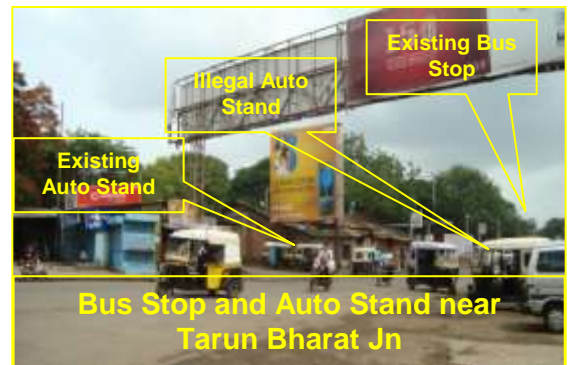 Existing Bus
Stop
Illegal Auto
Stand
Existing
Auto Stand
Bus Stop and Auto Stand near
Tarun Bharat Jn